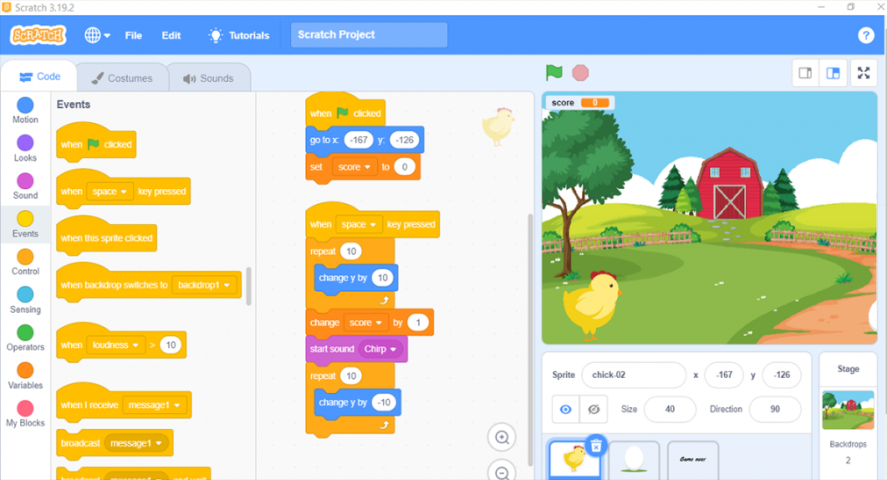 Scratch 3.19.2
SCRATCH File Edit Tutorials Scratch Project ?
Code Costumes Sounds
Motion
Looks
Sound
Events
Control
Sensing
Operators
Variables
My Blocks
Events
when clicked
when space key pressed
when this sprite clicked
when backdrop switches to backdrop1
when loudness > 10
when I receive message1
broadcast message1
broadcast message1 and wait
when clicked
go to x: -167 y: -126
set score to 0
when space key pressed
repeat 10
change y by 10
change score by 1
start sound Chirp
repeat 10
change y by -10
score 0
Sprite chick-02 x -167 y -126
Size 40 Direction 90
Game over
Stage
Backdrops
2